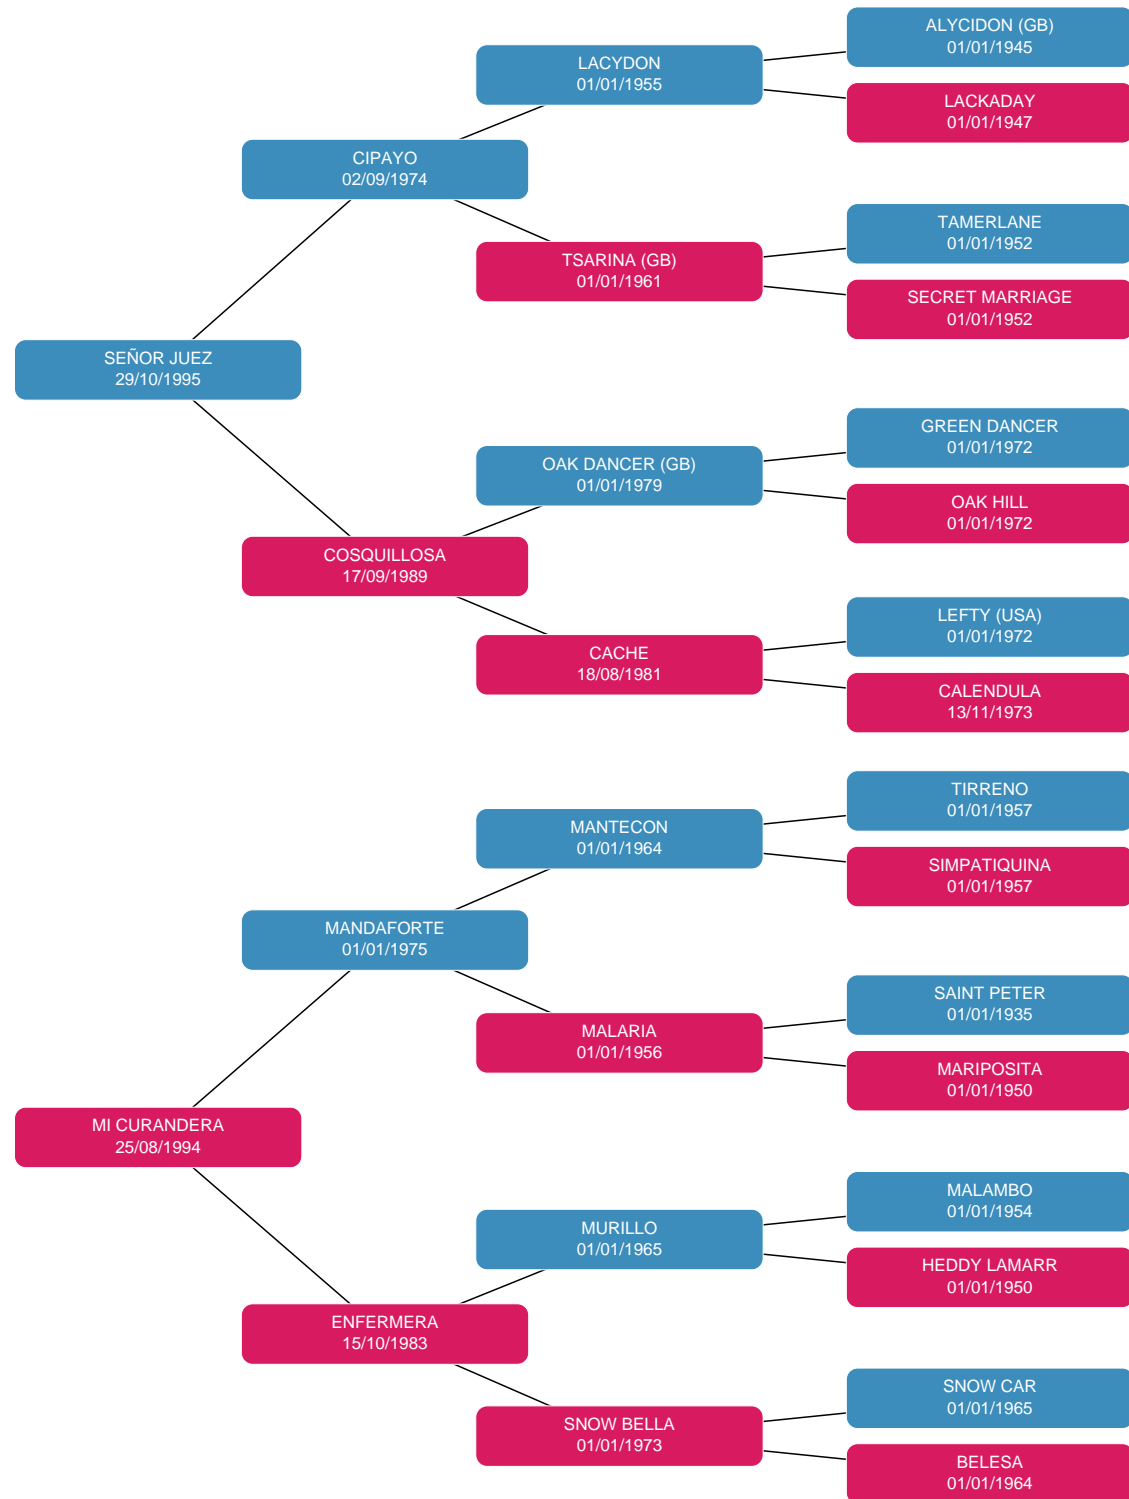 ALYCIDON (GB)
01/01/1945
LACYDON
01/01/1955
LACKADAY
01/01/1947
CIPAYO
02/09/1974
TAMERLANE
01/01/1952
TSARINA (GB)
01/01/1961
SECRET MARRIAGE
01/01/1952
SEÑOR JUEZ
29/10/1995
GREEN DANCER
01/01/1972
OAK DANCER (GB)
01/01/1979
OAK HILL
01/01/1972
COSQUILLOSA
17/09/1989
LEFTY (USA)
01/01/1972
CACHE
18/08/1981
CALENDULA
13/11/1973
TIRRENO
01/01/1957
MANTECON
01/01/1964
SIMPATIQUINA
01/01/1957
MANDAFORTE
01/01/1975
SAINT PETER
01/01/1935
MALARIA
01/01/1956
MARIPOSITA
01/01/1950
MI CURANDERA
25/08/1994
MALAMBO
01/01/1954
MURILLO
01/01/1965
HEDDY LAMARR
01/01/1950
ENFERMERA
15/10/1983
SNOW CAR
01/01/1965
SNOW BELLA
01/01/1973
BELESA
01/01/1964